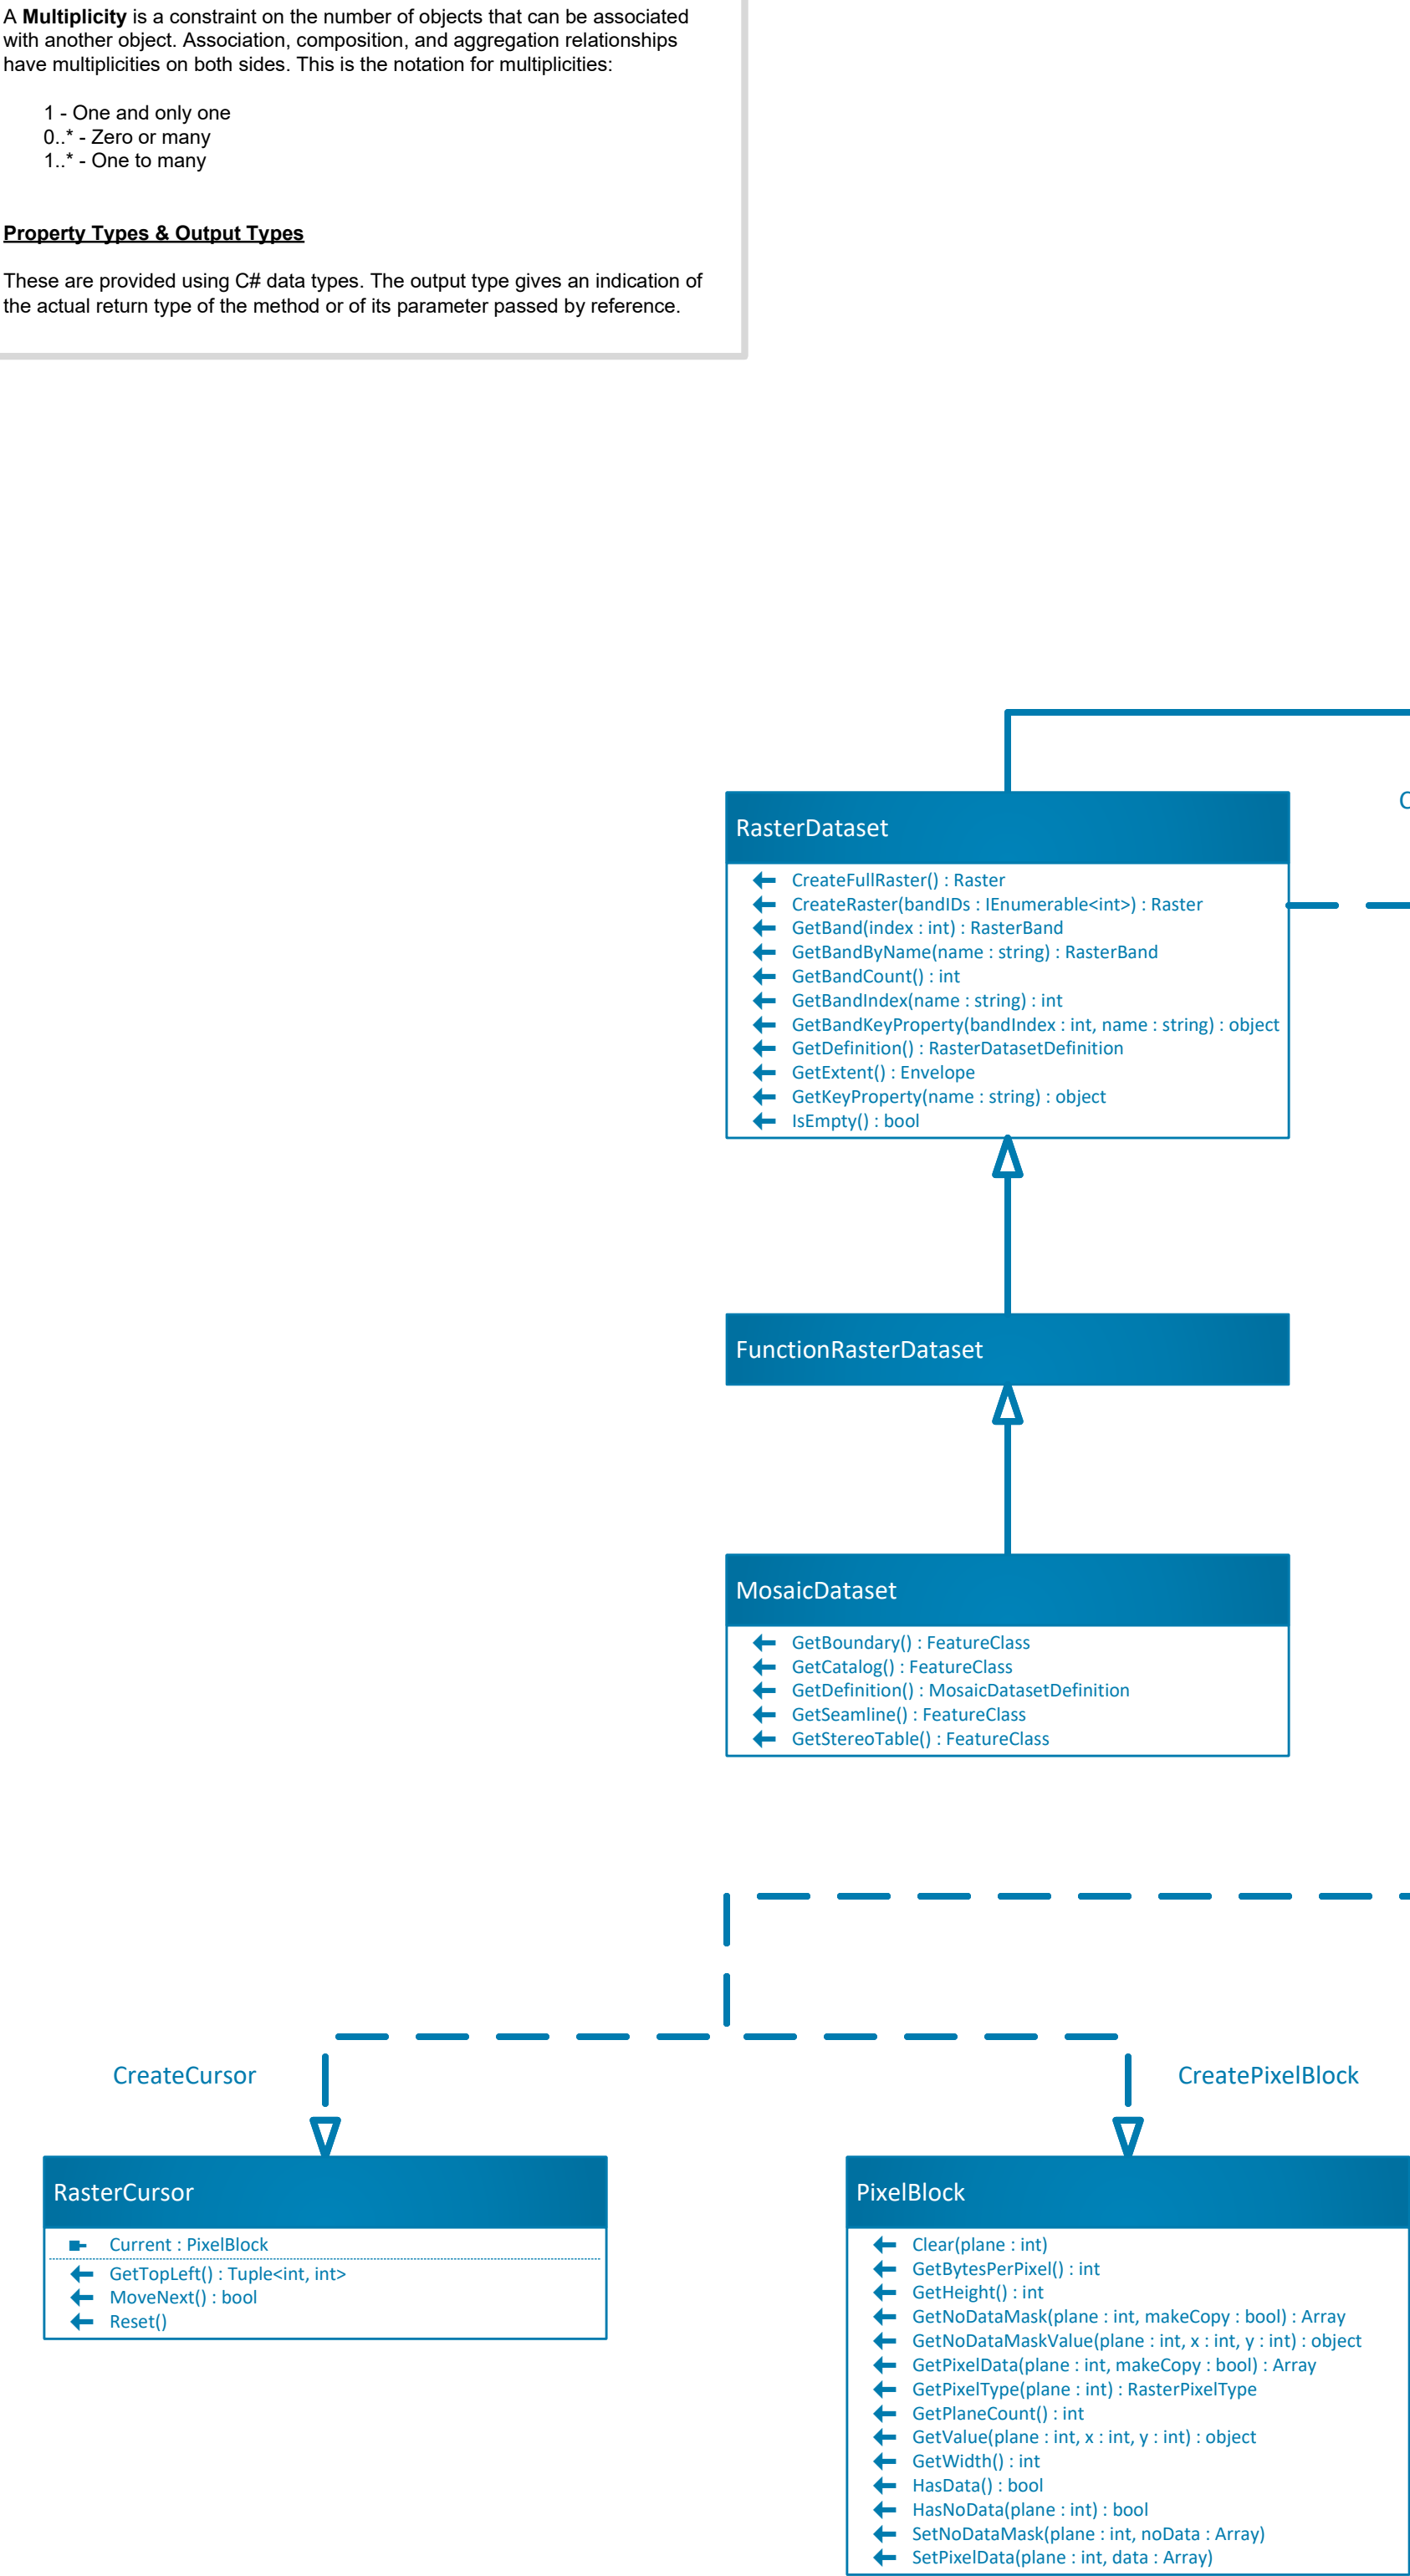 A Multiplicity is a constraint on the number of objects that can be associated
with another object. Association, composition, and aggregation relationships
have multiplicities on both sides. This is the notation for multiplicities:
1 - One and only one
0..* - Zero or many
1..* - One to many
Property Types & Output Types
These are provided using C# data types. The output type gives an indication of
the actual return type of the method or of its parameter passed by reference.
RasterDataset
CreateFullRaster() : Raster
CreateRaster(bandIDs : IEnumerable<int>) : Raster
GetBand(index : int) : RasterBand
GetBandByName(name : string) : RasterBand
GetBandCount() : int
GetBandIndex(name : string) : int
GetBandKeyProperty(bandIndex : int, name : string) : object
GetDefinition() : RasterDatasetDefinition
GetExtent() : Envelope
GetKeyProperty(name : string) : object
IsEmpty() : bool
FunctionRasterDataset
MosaicDataset
GetBoundary() : FeatureClass
GetCatalog() : FeatureClass
GetDefinition() : MosaicDatasetDefinition
GetSeamline() : FeatureClass
GetStereoTable() : FeatureClass
CreateCursor
CreatePixelBlock
RasterCursor
Current : PixelBlock
GetTopLeft() : Tuple<int, int>
MoveNext() : bool
Reset()
PixelBlock
Clear(plane : int)
GetBytesPerPixel() : int
GetHeight() : int
GetNoDataMask(plane : int, makeCopy : bool) : Array
GetNoDataMaskValue(plane : int, x : int, y : int) : object
GetPixelData(plane : int, makeCopy : bool) : Array
GetPixelType(plane : int) : RasterPixelType
GetPlaneCount() : int
GetValue(plane : int, x : int, y : int) : object
GetWidth() : int
HasData() : bool
HasNoData(plane : int) : bool
SetNoDataMask(plane : int, noData : Array)
SetPixelData(plane : int, data : Array)